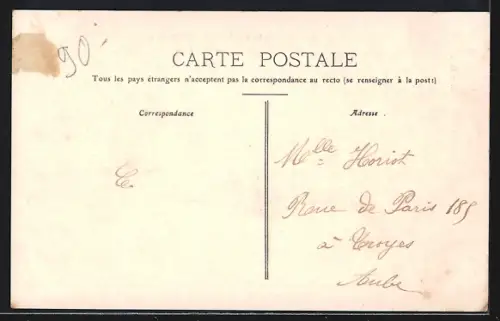 90
CARTE POSTALE
Tous les pays étrangers n'acceptent pas la correspondance au recto (se renseigner à la poste)
Correspondance
Adresse .
Melle Horiot
Rue de Paris 185
à Troyes
Aube